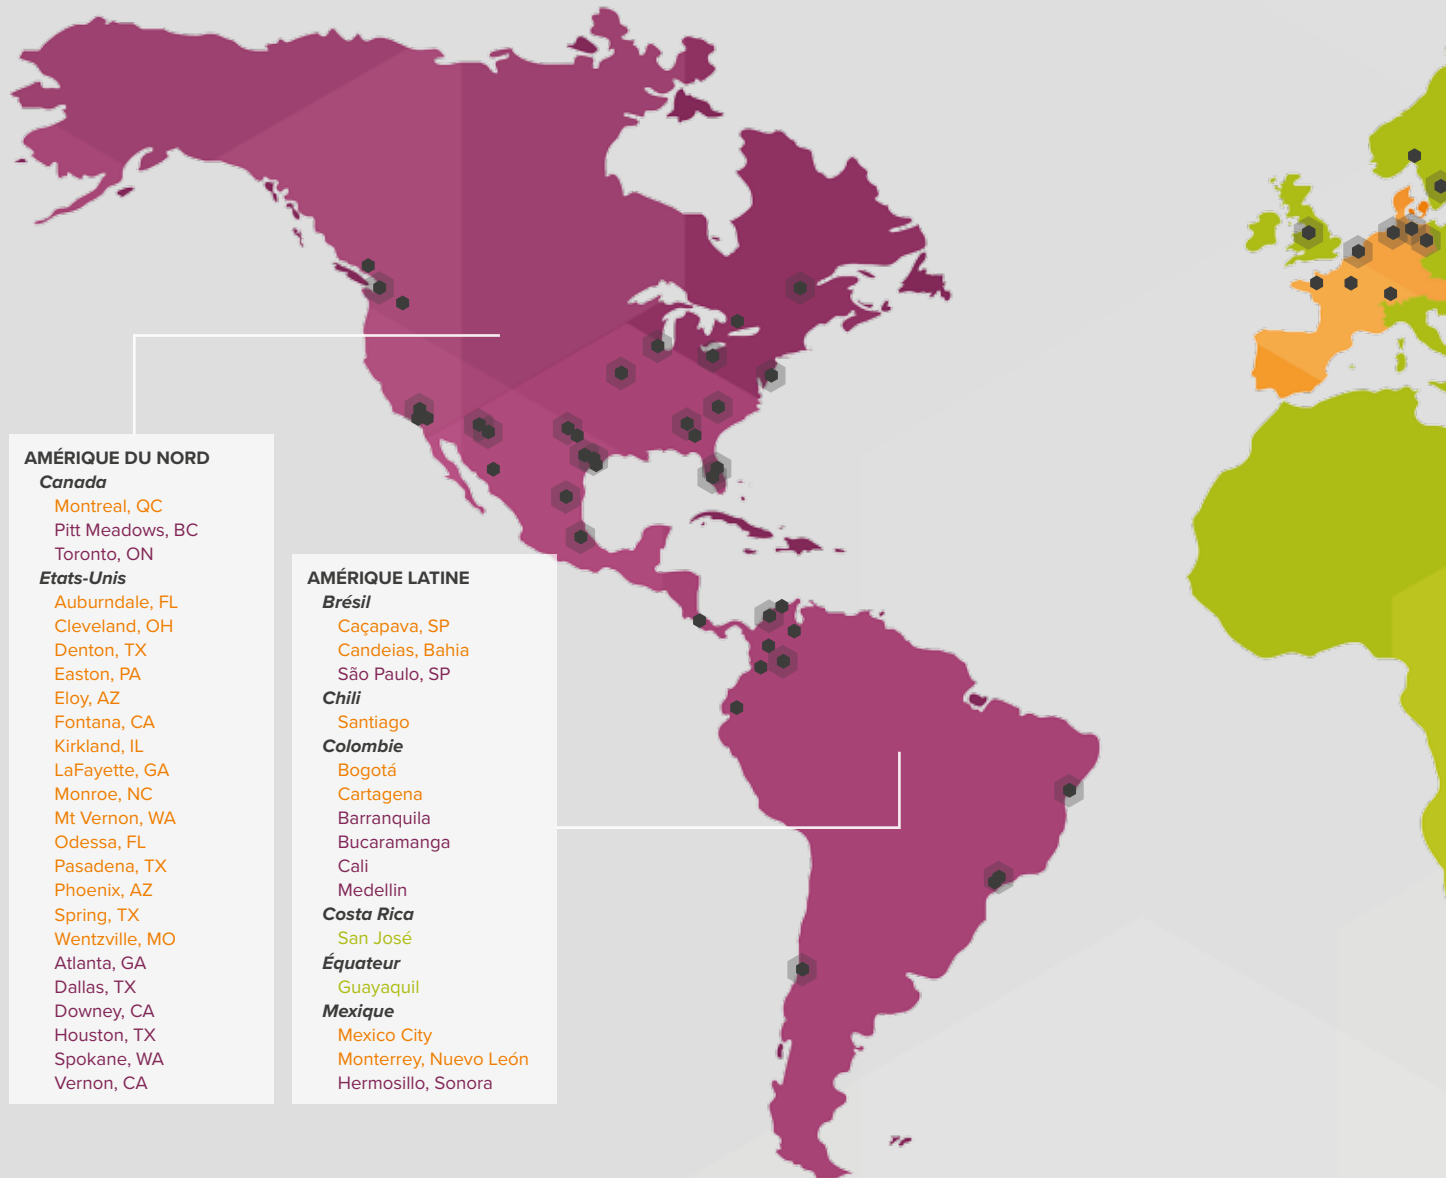 AMÉRIQUE DU NORD
Canada
Montreal, QC
Pitt Meadows, BC
Toronto, ON
Etats-Unis
Auburndale, FL
Cleveland, OH
Denton, TX
Easton, PA
Eloy, AZ
Fontana, CA
Kirkland, IL
LaFayette, GA
Monroe, NC
Mt Vernon, WA
Odessa, FL
Pasadena, TX
Phoenix, AZ
Spring, TX
Wentzville, MO
Atlanta, GA
Dallas, TX
Downey, CA
Houston, TX
Spokane, WA
Vernon, CA
AMÉRIQUE LATINE
Brésil
Caçapava, SP
Candeias, Bahia
São Paulo, SP
Chili
Santiago
Colombie
Bogotá
Cartagena
Barranquila
Bucaramanga
Cali
Medellin
Costa Rica
San José
Équateur
Guayaquil
Mexique
Mexico City
Monterrey, Nuevo León
Hermosillo, Sonora